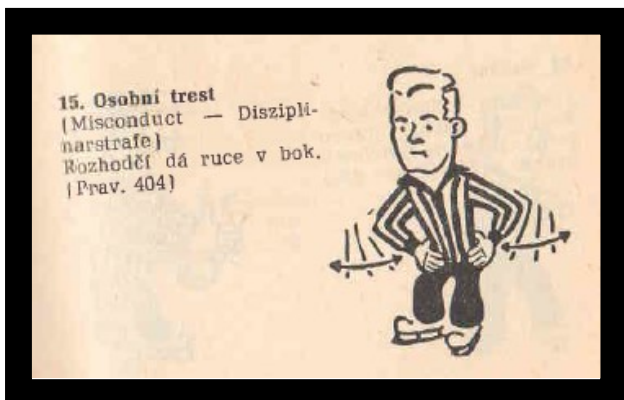 15. Osobní trest
(Misconduct — Diszipli-
narstrafe)
Rozhodčí dá ruce v bok.
(Prav. 404)